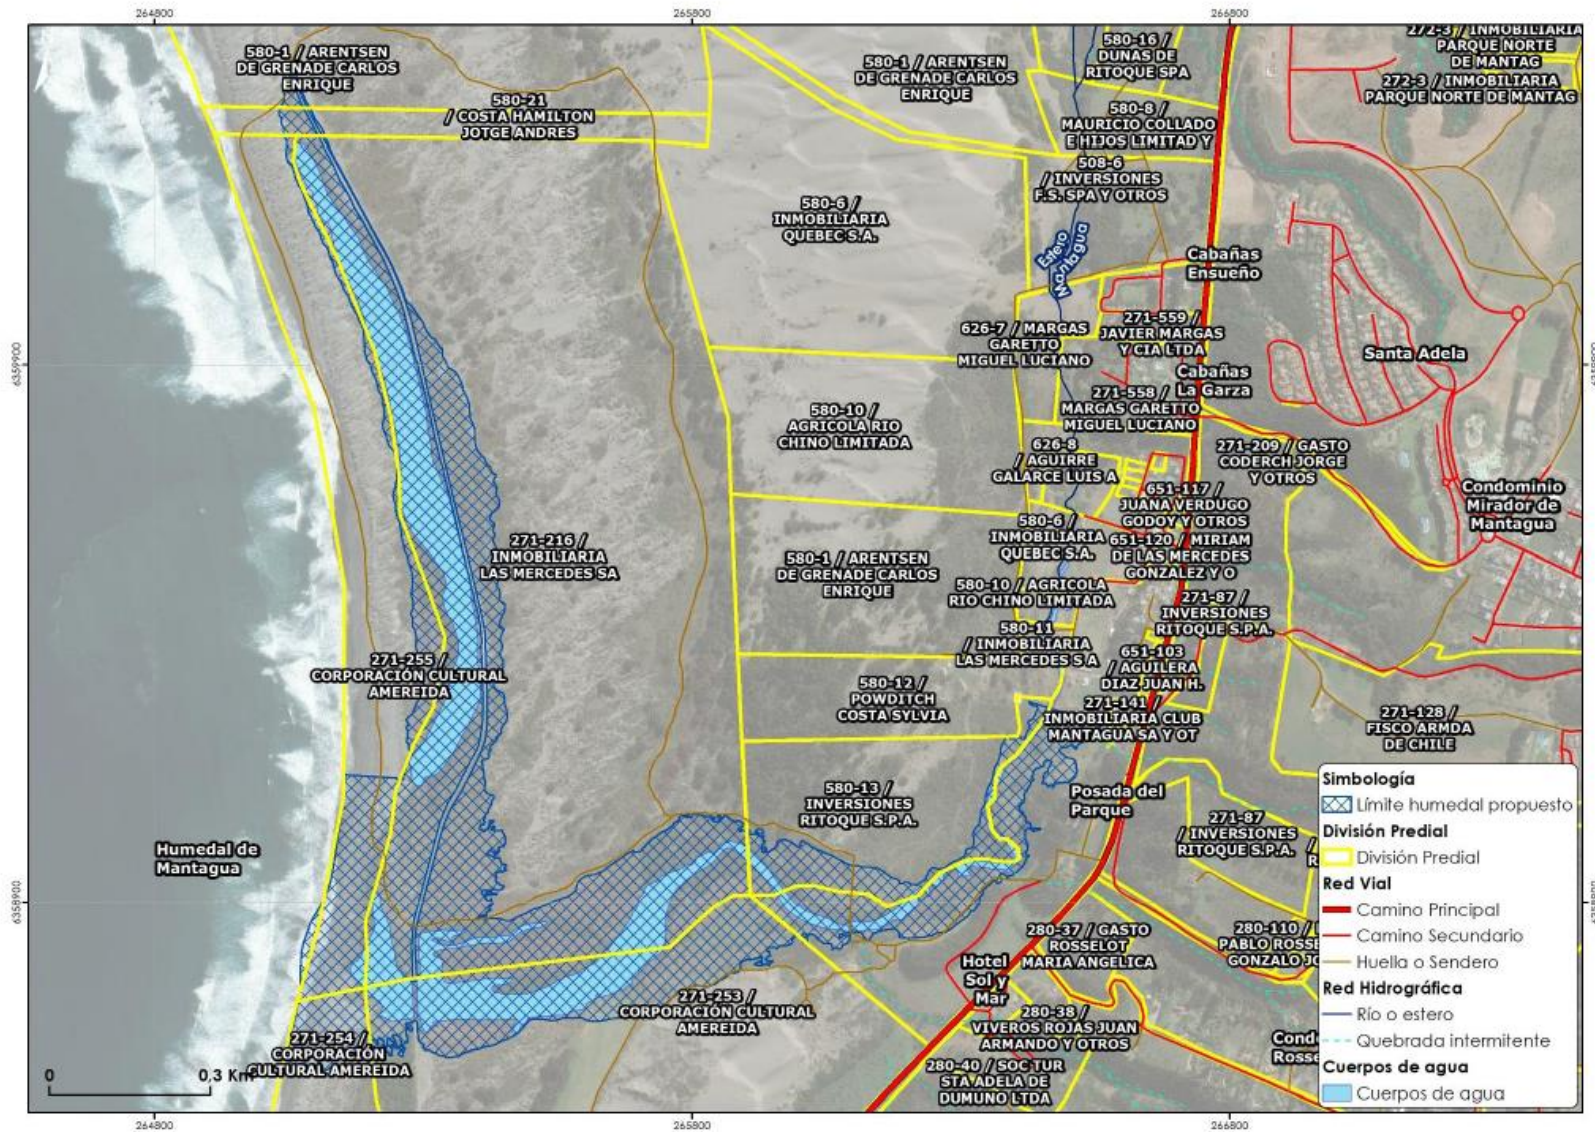 264800
265800
266800
580-1 / ARENTSEN
DE GRENADE CARLOS
ENRIQUE
580-21
/ COSTA HAMILTON
JOTGE ANDRES
580-1 / ARENTSEN
DE GRENADE CARLOS
ENRIQUE
580-16 /
DUNAS DE
RITOQUE SPA
272-3 / INMOBILIARIA
PARQUE NORTE
DE MANTAG
272-3 / INMOBILIARIA
PARQUE NORTE DE MANTAG
580-8 /
MAURICIO COLLADO
E HIJOS LIMITAD Y
508-6
/ INVERSIONES
F.S. SPA Y OTROS
580-6 /
INMOBILIARIA
QUEBEC S.A.
Estero
Mantagua
Cabañas
Ensueño
626-7 / MARGAS
GARETTO
MIGUEL LUCIANO
271-559 /
JAVIER MARGAS
Y CIA LTDA
Santa Adela
6359900
Cabañas
La Garza
271-558 /
MARGAS GARETTO
MIGUEL LUCIANO
580-10 /
AGRICOLA RIO
CHINO LIMITADA
626-8
/ AGUIRRE
GALARCE LUIS A
271-209 / GASTO
CODERCH JORGE
Y OTROS
651-117 /
JUANA VERDUGO
GODOY Y OTROS
Condominio
Mirador de
Mantagua
271-216 /
INMOBILIARIA
LAS MERCEDES SA
580-6 /
INMOBILIARIA
QUEBEC S.A.
651-120 / MIRIAM
DE LAS MERCEDES
GONZALEZ Y O
580-1 / ARENTSEN
DE GRENADE CARLOS
ENRIQUE
580-10 / AGRICOLA
RIO CHINO LIMITADA
271-87 /
INVERSIONES
RITOQUE S.P.A.
580-11
/ INMOBILIARIA
LAS MERCEDES S A
651-103
/ AGUILERA
DIAZ JUAN H.
271-255 /
CORPORACIÓN CULTURAL
AMEREIDA
580-12 /
POWDITCH
COSTA SYLVIA
271-141 /
INMOBILIARIA CLUB
MANTAGUA SA Y OT
271-128 /
FISCO ARMDA
DE CHILE
580-13 /
INVERSIONES
RITOQUE S.P.A.
Posada del
Parque
271-87
/ INVERSIONES
RITOQUE S.P.A.
Humedal de
Mantagua
6358900
280-37 / GASTO
ROSSELOT
MARIA ANGELICA
280-110 /
PABLO ROSSE
GONZALO JO
Hotel
Sol y
Mar
271-253 /
CORPORACIÓN CULTURAL
AMEREIDA
280-38 /
VIVEROS ROJAS JUAN
ARMANDO Y OTROS
Cond
Rosse
271-254 /
CORPORACIÓN
CULTURAL AMEREIDA
280-40 / SOC TUR
STA ADELA DE
DUMUNO LTDA
0 0,3 Km
Simbología
Límite humedal propuesto
División Predial
División Predial
Red Vial
Camino Principal
Camino Secundario
Huella o Sendero
Red Hidrográfica
Río o estero
Quebrada intermitente
Cuerpos de agua
Cuerpos de agua
264800
265800
266800